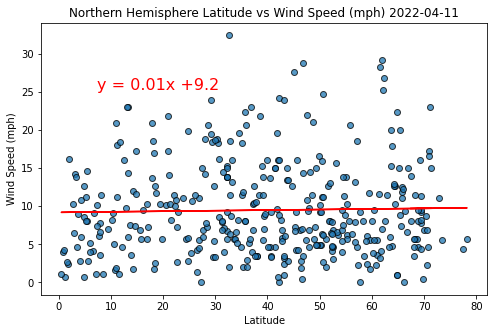 Northern Hemisphere Latitude vs Wind Speed (mph) 2022-04-11
30
25
20
15
10
5
0
Wind Speed (mph)
y = 0.01x +9.2
0 10 20 30 40 50 60 70 80
Latitude